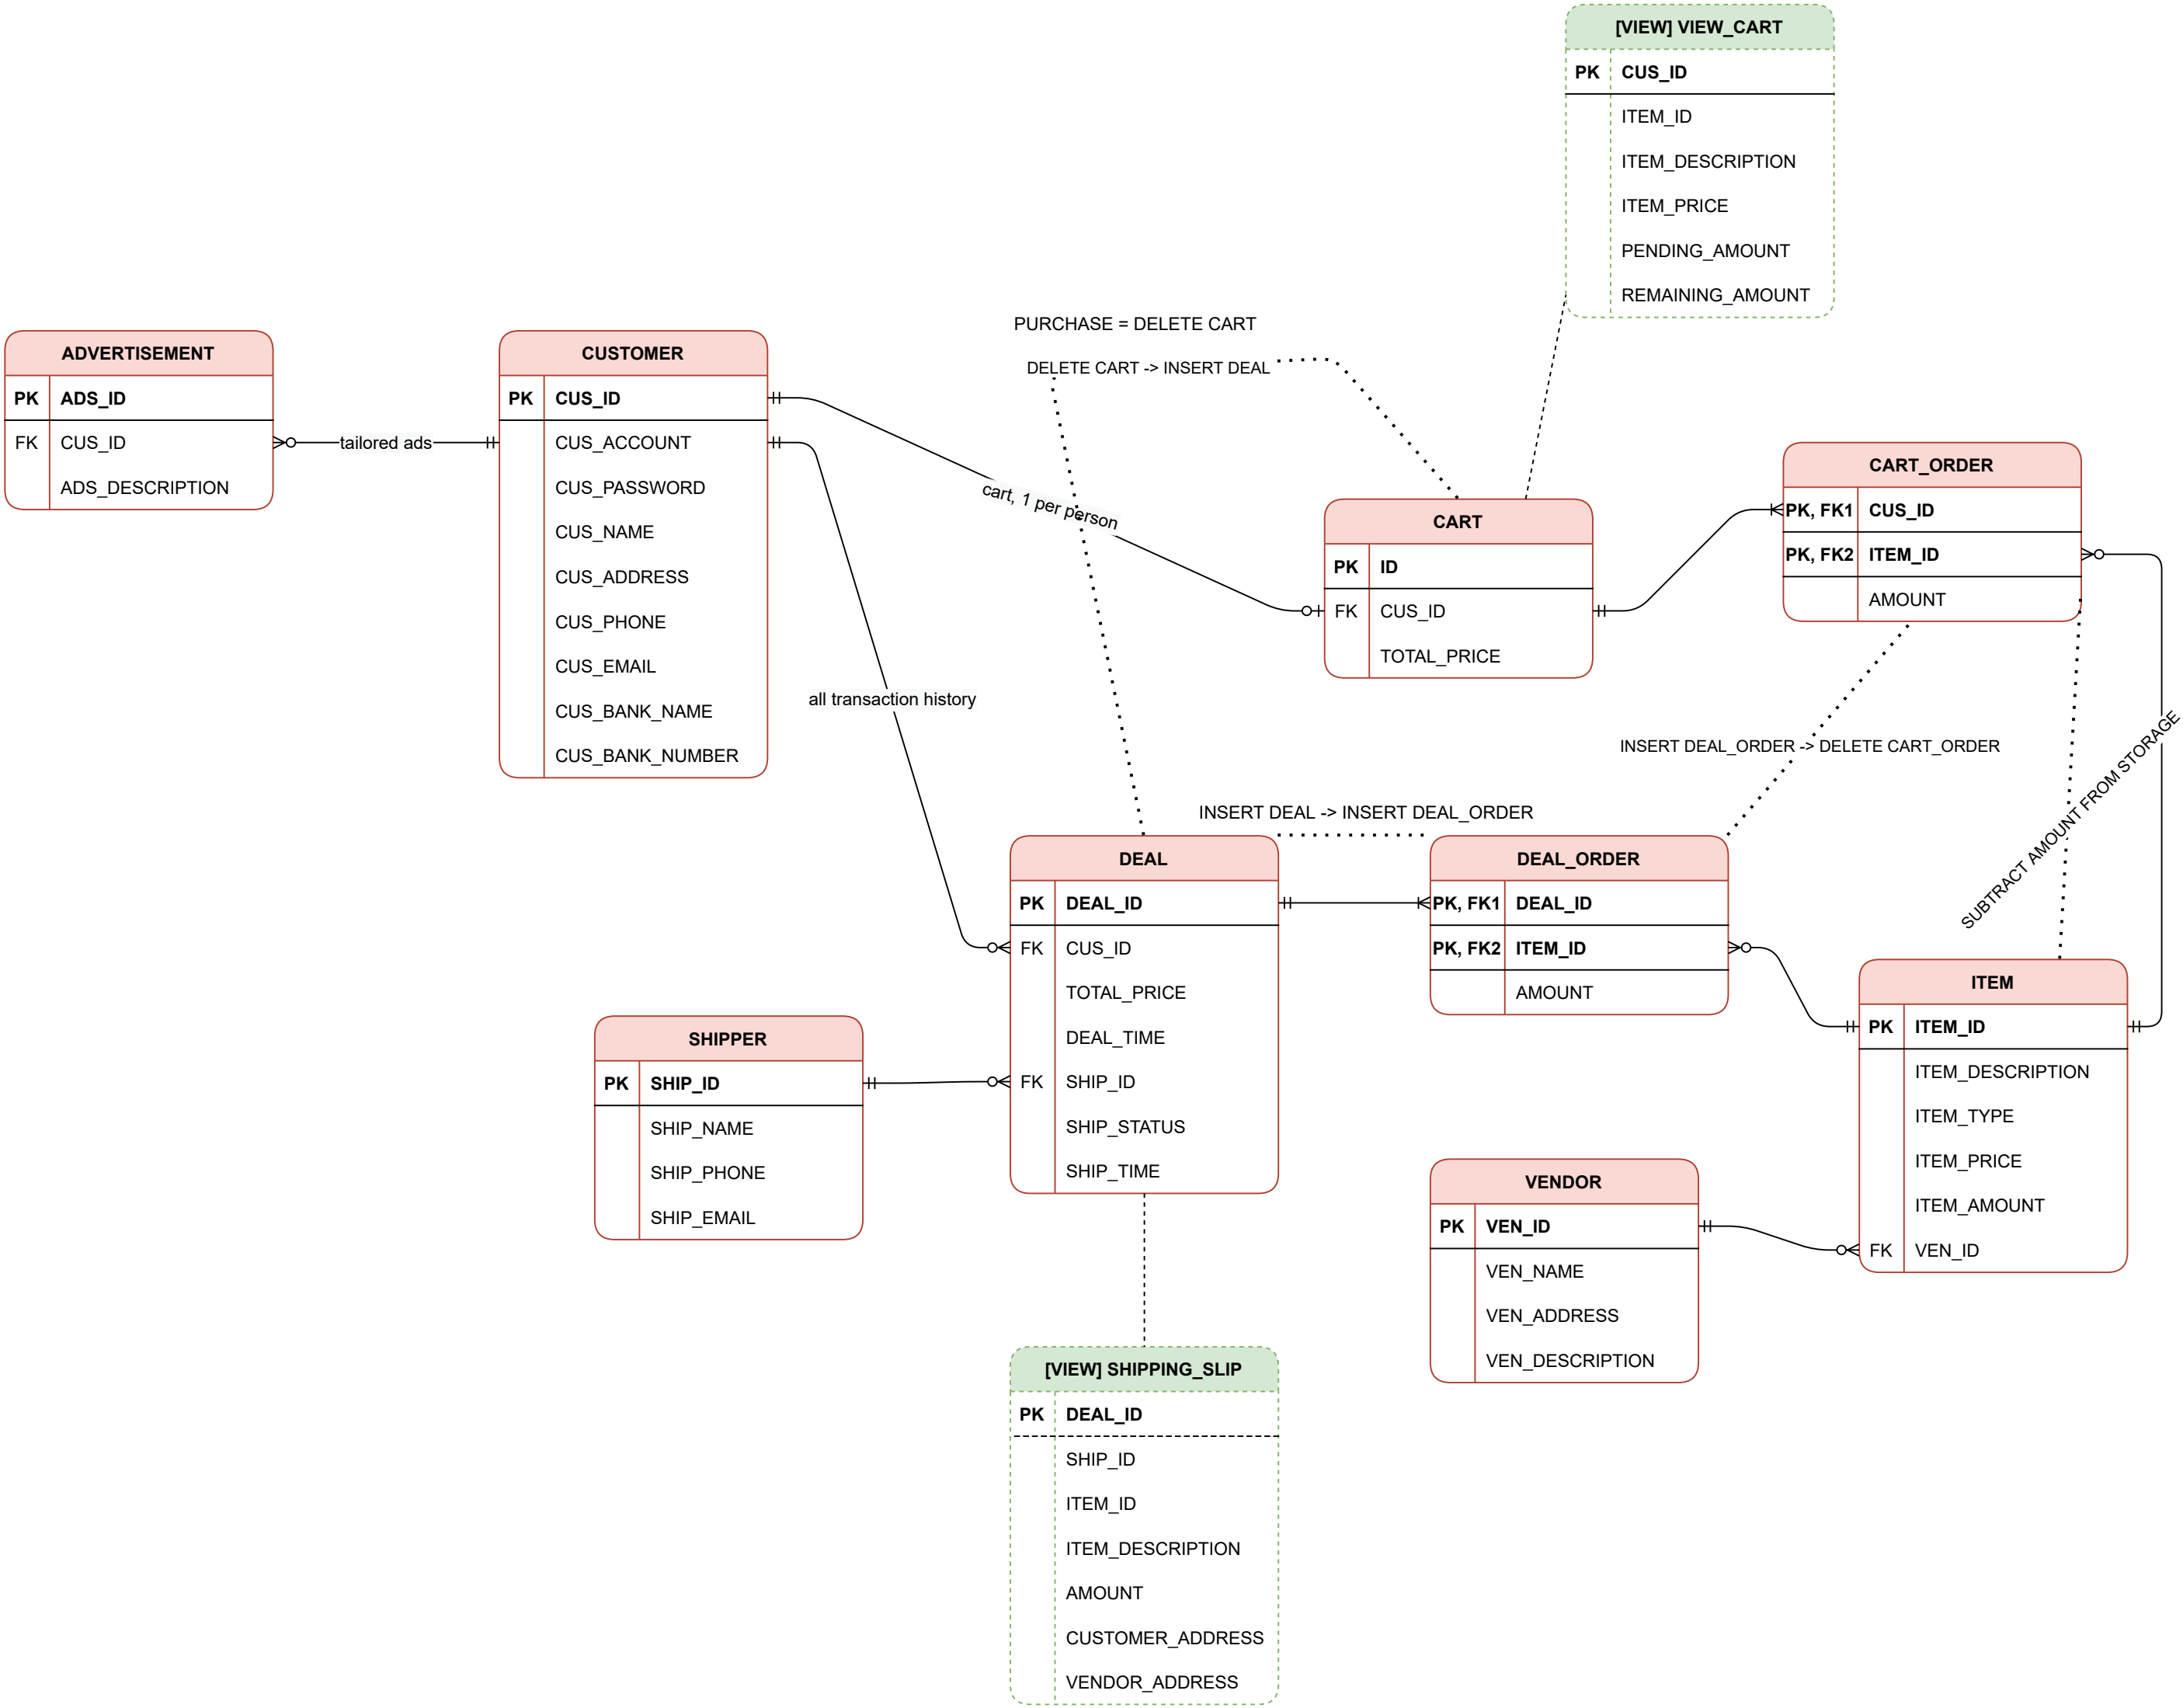 [VIEW] VIEW_CART
PK CUS_ID
ITEM_ID
ITEM_DESCRIPTION
ITEM_PRICE
PENDING_AMOUNT
REMAINING_AMOUNT
PURCHASE = DELETE CART
DELETE CART -> INSERT DEAL
ADVERTISEMENT
PK ADS_ID
FK CUS_ID
ADS_DESCRIPTION
tailored ads
CUSTOMER
PK CUS_ID
CUS_ACCOUNT
CUS_PASSWORD
CUS_NAME
CUS_ADDRESS
CUS_PHONE
CUS_EMAIL
CUS_BANK_NAME
CUS_BANK_NUMBER
cart, 1 per person
all transaction history
CART
PK ID
FK CUS_ID
TOTAL_PRICE
CART_ORDER
PK, FK1 CUS_ID
PK, FK2 ITEM_ID
AMOUNT
INSERT DEAL_ORDER -> DELETE CART_ORDER
SUBTRACT AMOUNT FROM STORAGE
INSERT DEAL -> INSERT DEAL_ORDER
DEAL
PK DEAL_ID
FK CUS_ID
TOTAL_PRICE
DEAL_TIME
FK SHIP_ID
SHIP_STATUS
SHIP_TIME
DEAL_ORDER
PK, FK1 DEAL_ID
PK, FK2 ITEM_ID
AMOUNT
ITEM
PK ITEM_ID
ITEM_DESCRIPTION
ITEM_TYPE
ITEM_PRICE
ITEM_AMOUNT
FK VEN_ID
SHIPPER
PK SHIP_ID
SHIP_NAME
SHIP_PHONE
SHIP_EMAIL
VENDOR
PK VEN_ID
VEN_NAME
VEN_ADDRESS
VEN_DESCRIPTION
[VIEW] SHIPPING_SLIP
PK DEAL_ID
SHIP_ID
ITEM_ID
ITEM_DESCRIPTION
AMOUNT
CUSTOMER_ADDRESS
VENDOR_ADDRESS